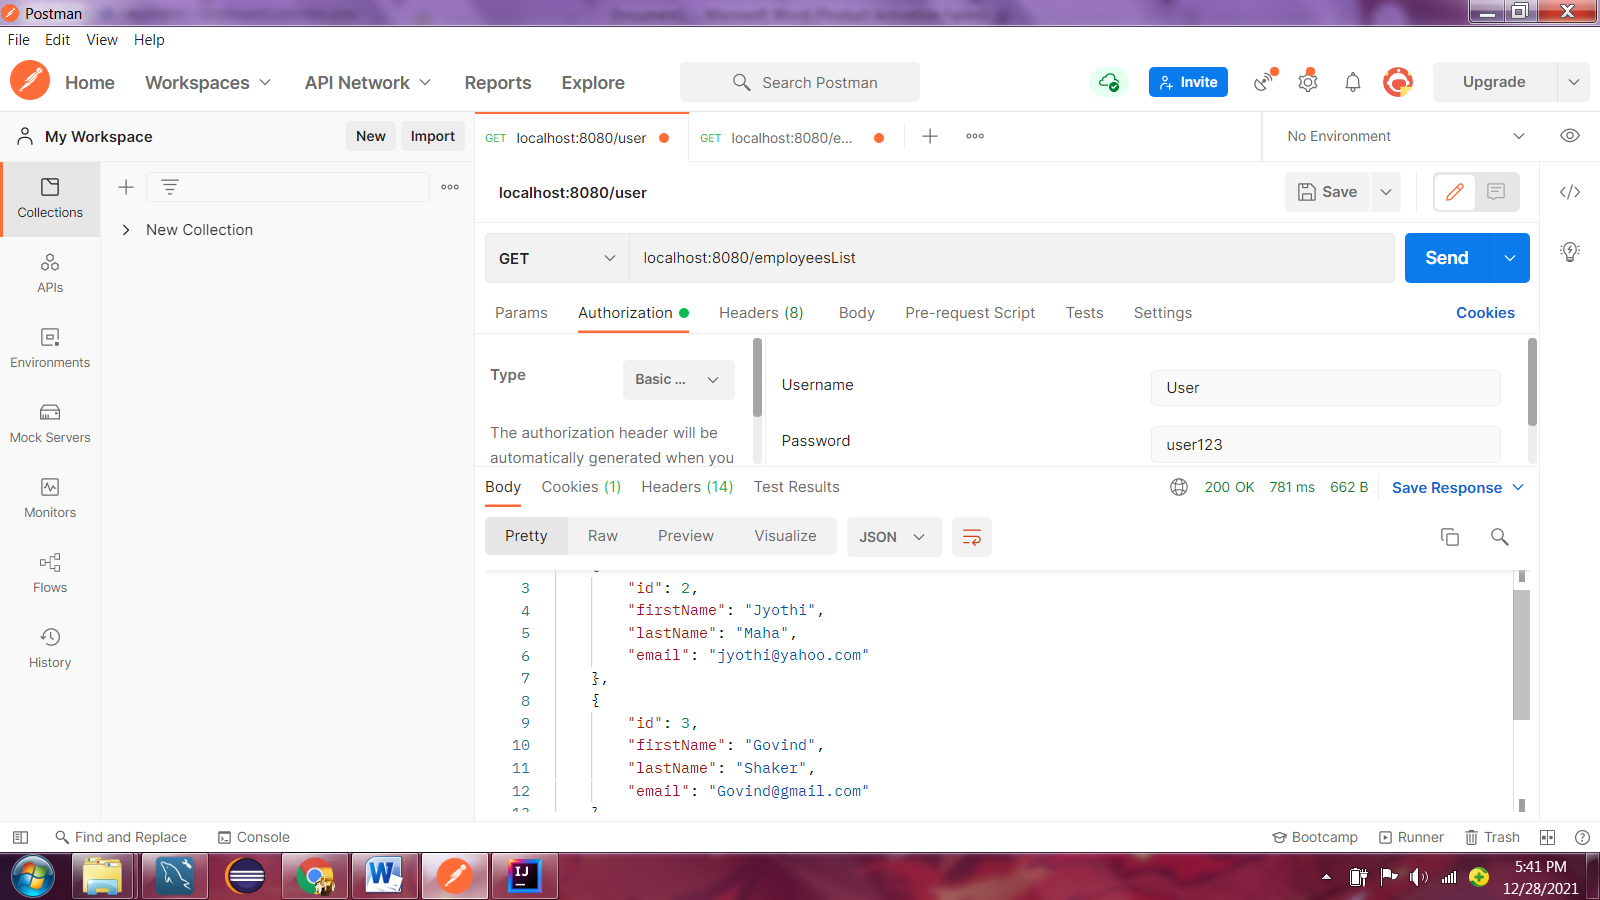 Postman
File Edit View Help
Home Workspaces API Network Reports Explore Search Postman Invite Upgrade
My Workspace New Import GET localhost:8080/user GET localhost:8080/e... No Environment
Collections
APIs
Environments
Mock Servers
Monitors
Flows
History
New Collection
localhost:8080/user Save
GET localhost:8080/employeesList Send
Params Authorization Headers (8) Body Pre-request Script Tests Settings Cookies
Type Basic ...
The authorization header will be
automatically generated when you
Username User
Password user123
Body Cookies (1) Headers (14) Test Results 200 OK 781 ms 662 B Save Response
Pretty Raw Preview Visualize JSON
3 "id": 2,
4 "firstName": "Jyothi",
5 "lastName": "Maha",
6 "email": "jyothi@yahoo.com"
7 },
8 {
9 "id": 3,
10 "firstName": "Govind",
11 "lastName": "Shaker",
12 "email": "Govind@gmail.com"
Find and Replace Console Bootcamp Runner Trash
W IJ
5:41 PM
12/28/2021